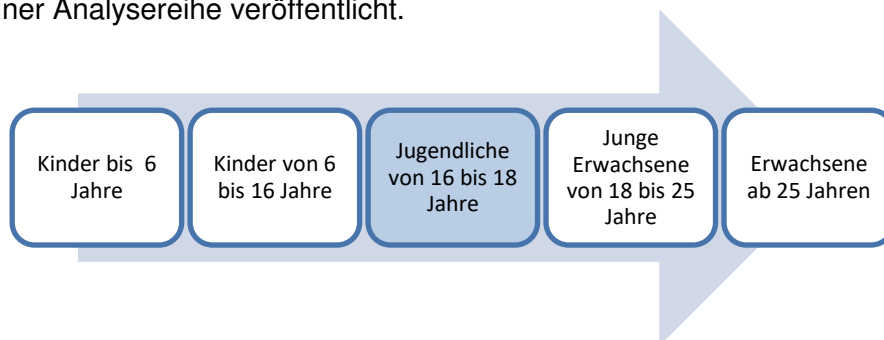 iner Analysereihe veröffentlicht.
Kinder bis 6
Jahre
Kinder von 6
bis 16 Jahre
Jugendliche
von 16 bis 18
Jahre
Junge
Erwachsene
von 18 bis 25
Jahre
Erwachsene
ab 25 Jahren